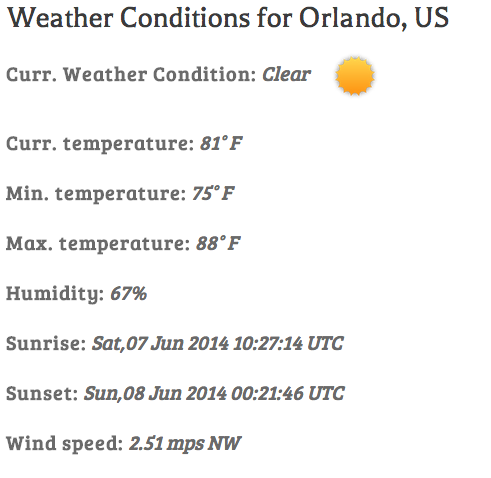 Weather Conditions for Orlando, US
Curr. Weather Condition: Clear
Curr. temperature: 81°F
Min. temperature: 75°F
Max. temperature: 88°F
Humidity: 67%
Sunrise: Sat,07 Jun 2014 10:27:14 UTC
Sunset: Sun,08 Jun 2014 00:21:46 UTC
Wind speed: 2.51 mps NW